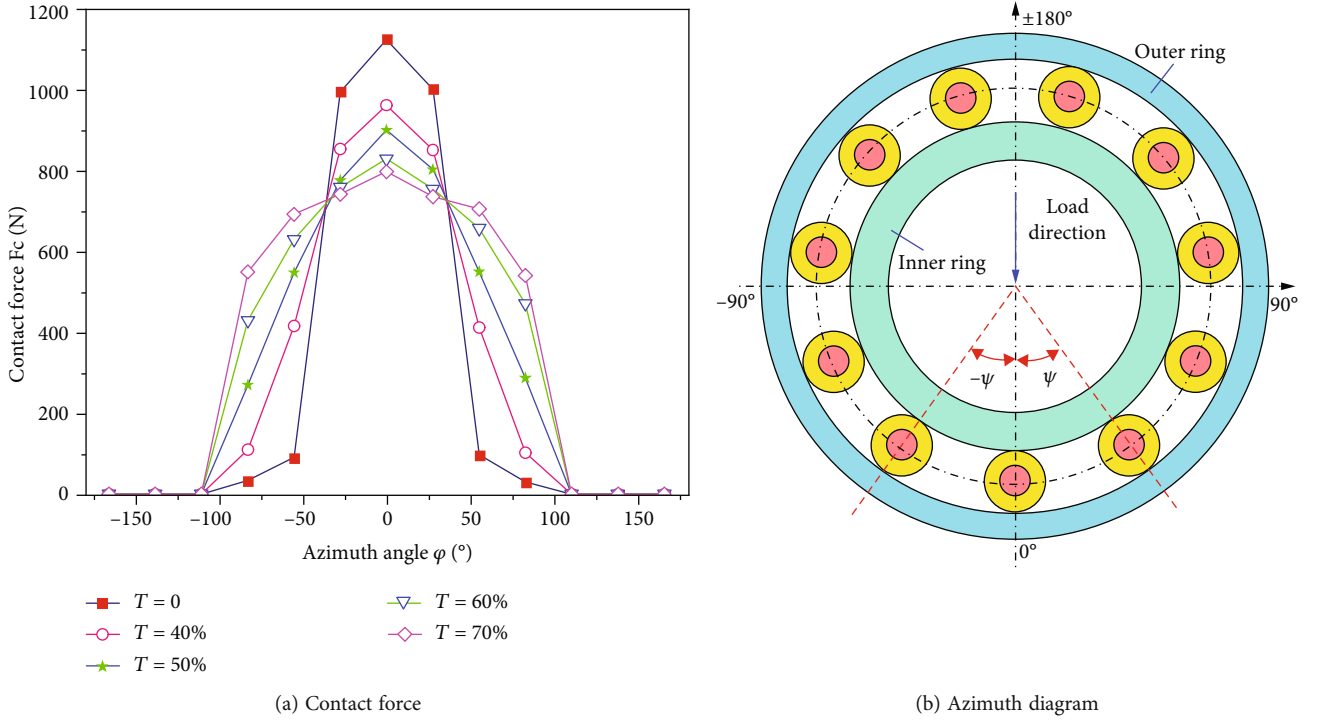 1200
1000
800
600
400
200
0
Contact force Fc (N)
−150
−100
−50
0
50
100
150
Azimuth angle φ (°)
T = 0
T = 60%
T = 40%
T = 70%
T = 50%
(a) Contact force
±180°
Outer ring
Load
direction
Inner ring
−90°
90°
−ψ
ψ
0°
(b) Azimuth diagram